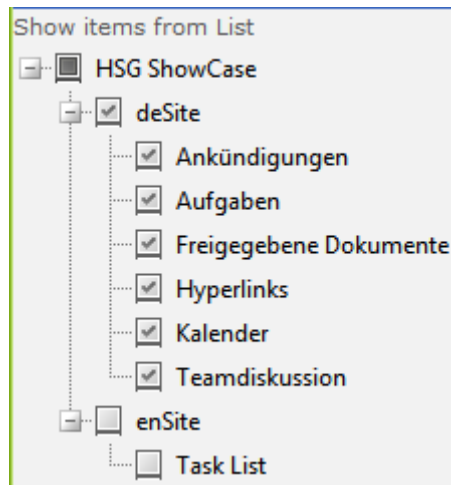 Show items from List
HSG ShowCase
deSite
Ankündigungen
Aufgaben
Freigegebene Dokumente
Hyperlinks
Kalender
Teamdiskussion
enSite
Task List